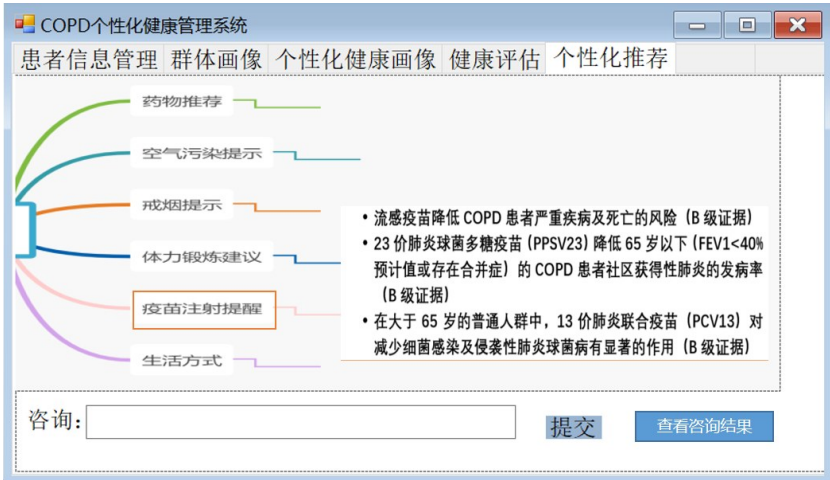 COPD个性化健康管理系统
患者信息管理 群体画像 个性化健康画像 健康评估 个性化推荐
药物推荐
空气污染提示
戒烟提示
体力锻炼建议
疫苗注射提醒
生活方式
• 流感疫苗降低 COPD 患者严重疾病及死亡的风险（B 级证据）
• 23 价肺炎球菌多糖疫苗（PPSV23）降低 65 岁以下（FEV1<40%
预计值或存在合并症）的 COPD 患者社区获得性肺炎的发病率
（B 级证据）
• 在大于 65 岁的普通人群中，13 价肺炎联合疫苗（PCV13）对
减少细菌感染及侵袭性肺炎球菌病有显著的作用（B 级证据）
咨询: 提交 查看咨询结果